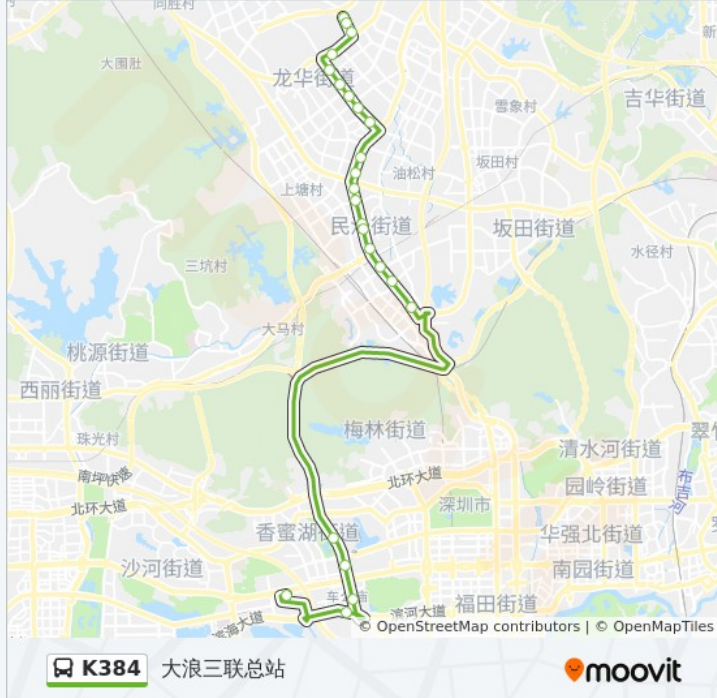 同胜村
大围肚
龙华街道
雪象村
吉华街道
坂田村
油松村
上塘村
民治街道
坂田街道
三坑村
水径村
大马村
桃源街道
西丽街道
梅林街道
珠光村
清水河街道
南坪快速
北环大道
园岭街道
布吉河
北环大道
深圳市
香蜜湖街道
华强北街道
沙河街道
南园街道
福田街道
滨河大道
滨海大道
© OpenStreetMap contributors | © OpenMapTiles
K384 大浪三联总站
moovit